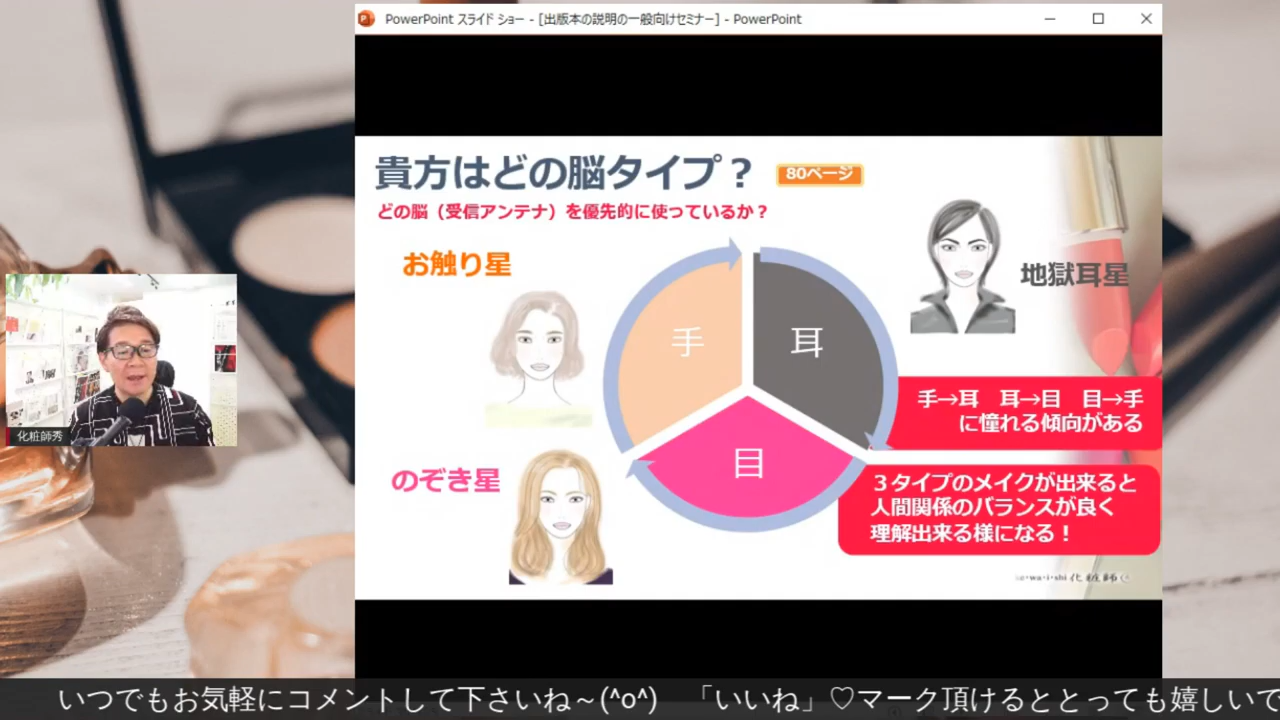 PowerPoint スライド ショー - [出版本の説明の一般向けセミナー] - PowerPoint
貴方はどの脳タイプ？
80ページ
どの脳（受信アンテナ）を優先的に使っているか？
お触り星
地獄耳星
手
耳
手→耳 耳→目 目→手
に憧れる傾向がある
目
のぞき星
３タイプのメイクが出来ると
人間関係のバランスが良く
理解出来る様になる！
化粧師秀
いつでもお気軽にコメントして下さいね～(^o^) 「いいね」♡マーク頂けるととっても嬉しいで